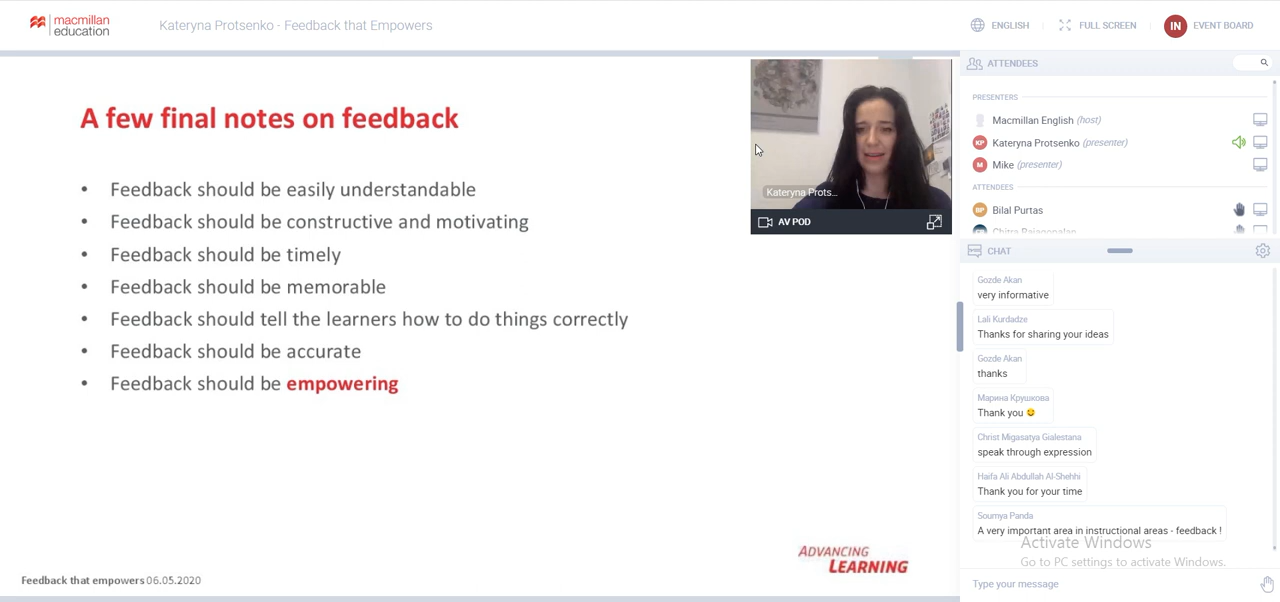 macmillan
education
Kateryna Protsenko - Feedback that Empowers
ENGLISH
FULL SCREEN
IN
EVENT BOARD
A few final notes on feedback
• Feedback should be easily understandable
• Feedback should be constructive and motivating
• Feedback should be timely
• Feedback should be memorable
• Feedback should tell the learners how to do things correctly
• Feedback should be accurate
• Feedback should be empowering
ADVANCING
LEARNING
Feedback that empowers 06.05.2020
Kateryna Prots...
AV POD
ATTENDEES
PRESENTERS
Macmillan English (host)
KP Kateryna Protsenko (presenter)
M Mike (presenter)
ATTENDEES
BP Bilal Purtas
Chitra Rajagopalan
CHAT
Gozde Akan
very informative
Lali Kurdadze
Thanks for sharing your ideas
Gozde Akan
thanks
Марина Крушкова
Thank you 😋
Christ Migasatya Gialestana
speak through expression
Haifa Ali Abdullah Al-Shehhi
Thank you for your time
Soumya Panda
A very important area in instructional areas - feedback !
Activate Windows
Go to PC settings to activate Windows.
Type your message